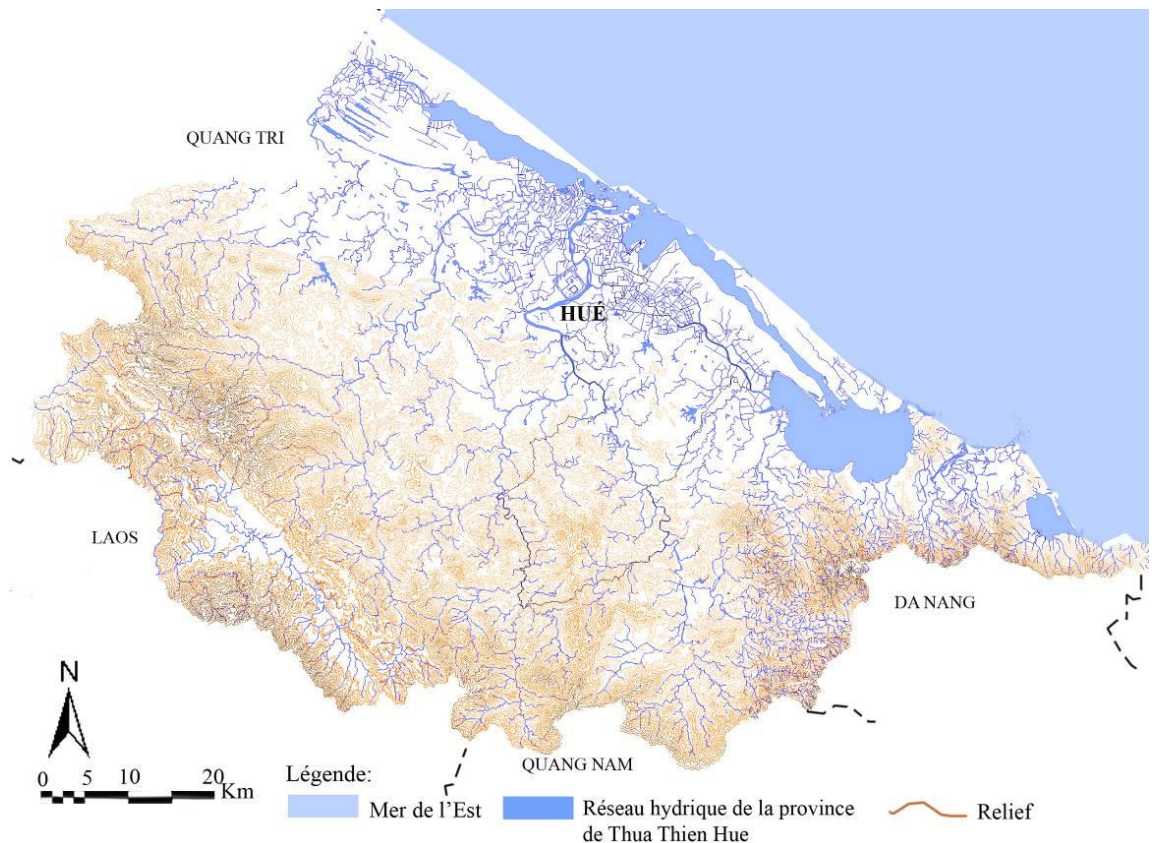 QUANG TRI
HUÉ
LAOS
DA NANG
N
QUANG NAM
0 5 10 20
Km
Légende:
Mer de l'Est
Réseau hydrique de la province
de Thua Thien Hue
Relief